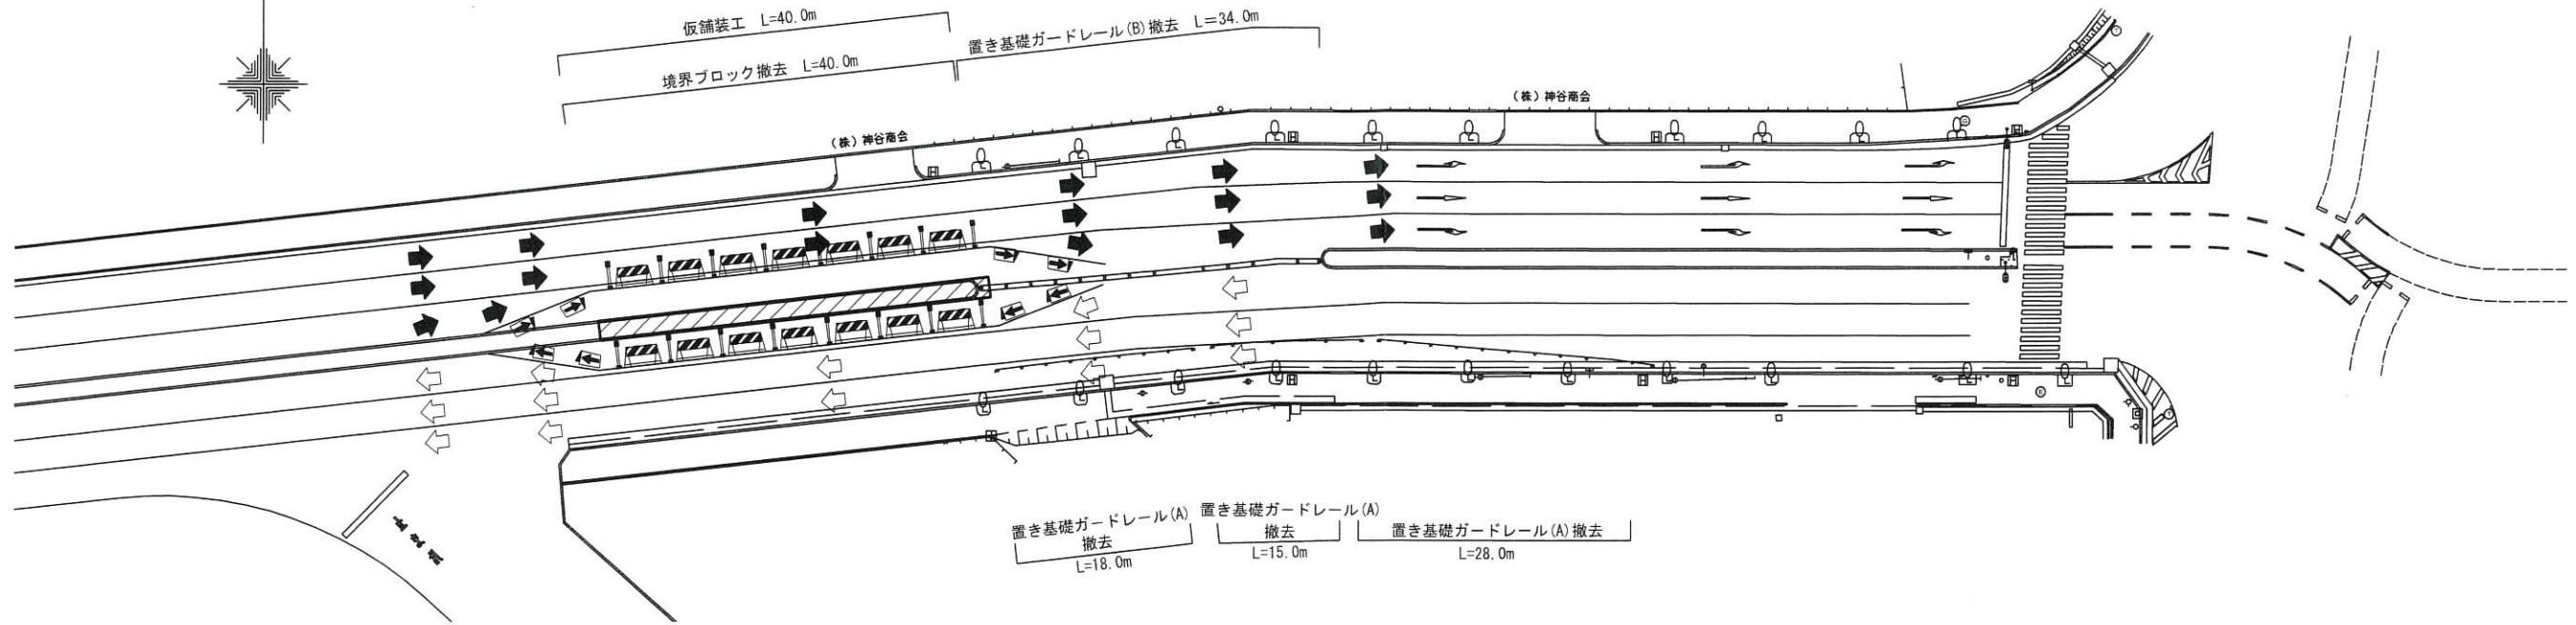 仮舗装工 L=40.0m
置き基礎ガードレール(B)撤去 L=34.0m
境界ブロック撤去 L=40.0m
(株)神谷商会
(株)神谷商会
置き基礎ガードレール(A)
撤去
L=18.0m
置き基礎ガードレール(A)
撤去
L=15.0m
置き基礎ガードレール(A)撤去
L=28.0m